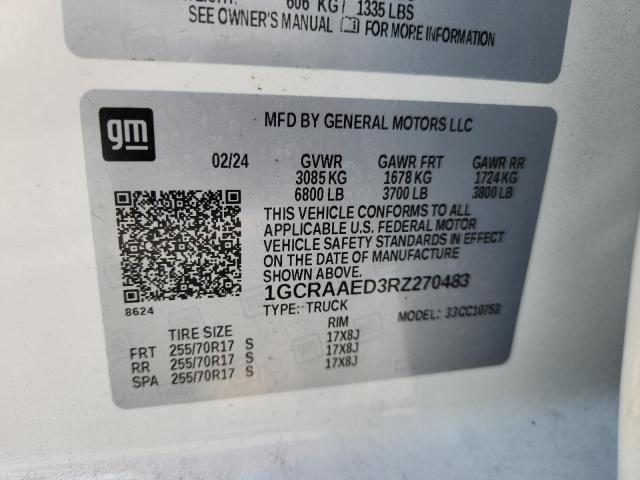 606 KG / 1335 LBS
SEE OWNER'S MANUAL FOR MORE INFORMATION
gm
MFD BY GENERAL MOTORS LLC
02/24 GVWR GAWR FRT GAWR RR
3085 KG 1678 KG 1724 KG
6800 LB 3700 LB 3800 LB
THIS VEHICLE CONFORMS TO ALL
APPLICABLE U.S. FEDERAL MOTOR
VEHICLE SAFETY STANDARDS IN EFFECT
ON THE DATE OF MANUFACTURE
SHOWN ABOVE.
1GCRAAED3RZ270483
8624
TYPE: TRUCK MODEL: 33CC10753
TIRE SIZE RIM
FRT 255/70R17 S 17X8J
RR 255/70R17 S 17X8J
SPA 255/70R17 S 17X8J